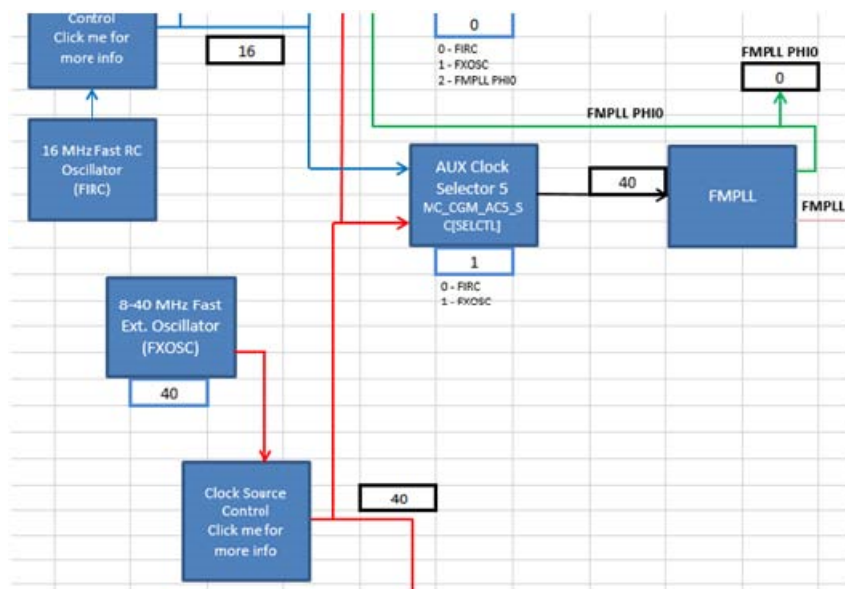 Control
Click me for
more info
16
0
0 - FIRC
1 - FXOSC
2 - FMPLL PHI0
FMPLL PHI0
0
FMPLL PHI0
16 MHz Fast RC
Oscillator
(FIRC)
AUX Clock
Selector 5
MC_CGM_AC5_S
C[SELCTL]
40
FMPLL
FMPLL
1
0 - FIRC
1 - FXOSC
8-40 MHz Fast
Ext. Oscillator
(FXOSC)
40
Clock Source
Control
Click me for
more info
40